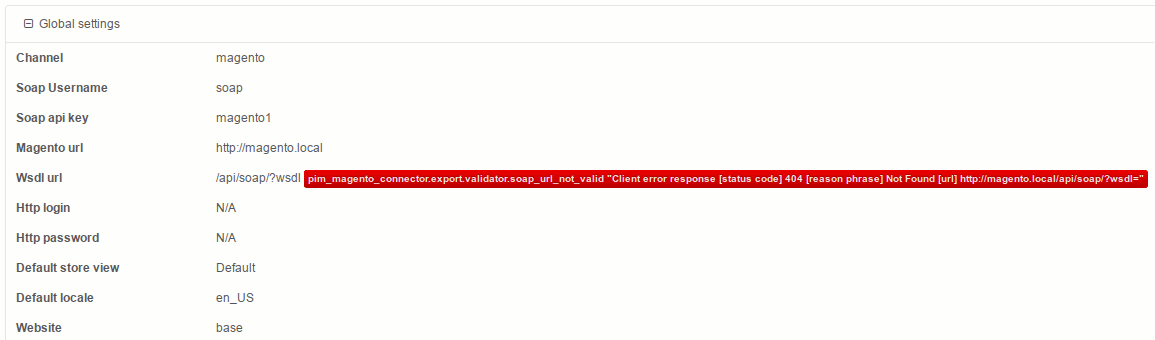 Global settings
Channel magento
Soap Username soap
Soap api key magento1
Magento url http://magento.local
Wsdl url /api/soap/?wsdl pim_magento_connector.export.validator.soap_url_not_valid "Client error response [status code] 404 [reason phrase] Not Found [url] http://magento.local/api/soap/?wsdl="
Http login N/A
Http password N/A
Default store view Default
Default locale en_US
Website base